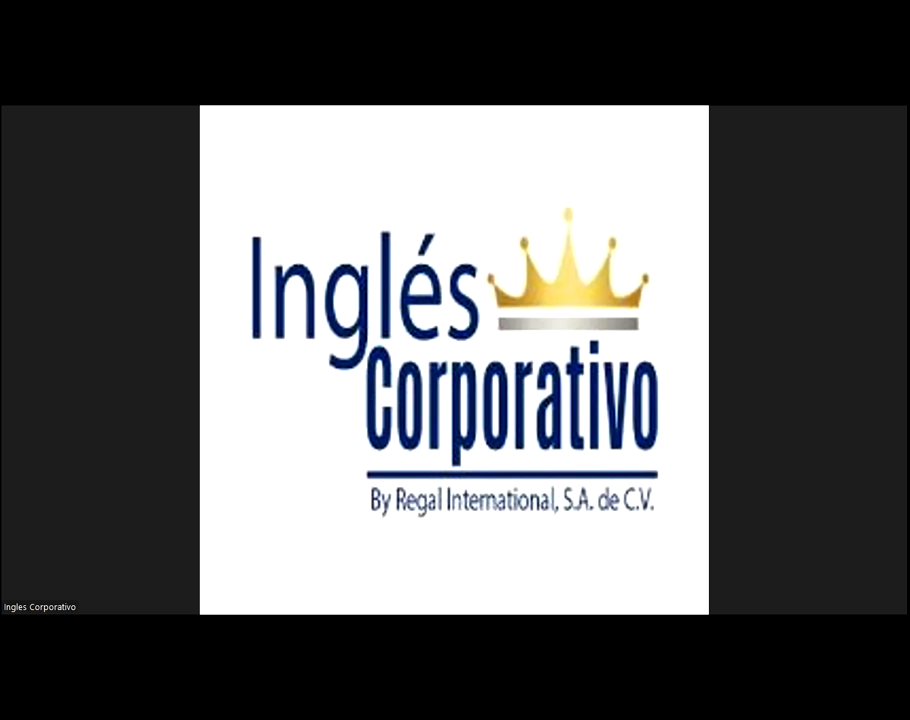 Inglés
Corporativo
By Regal International, S.A. de C.V.
Ingles Corporativo